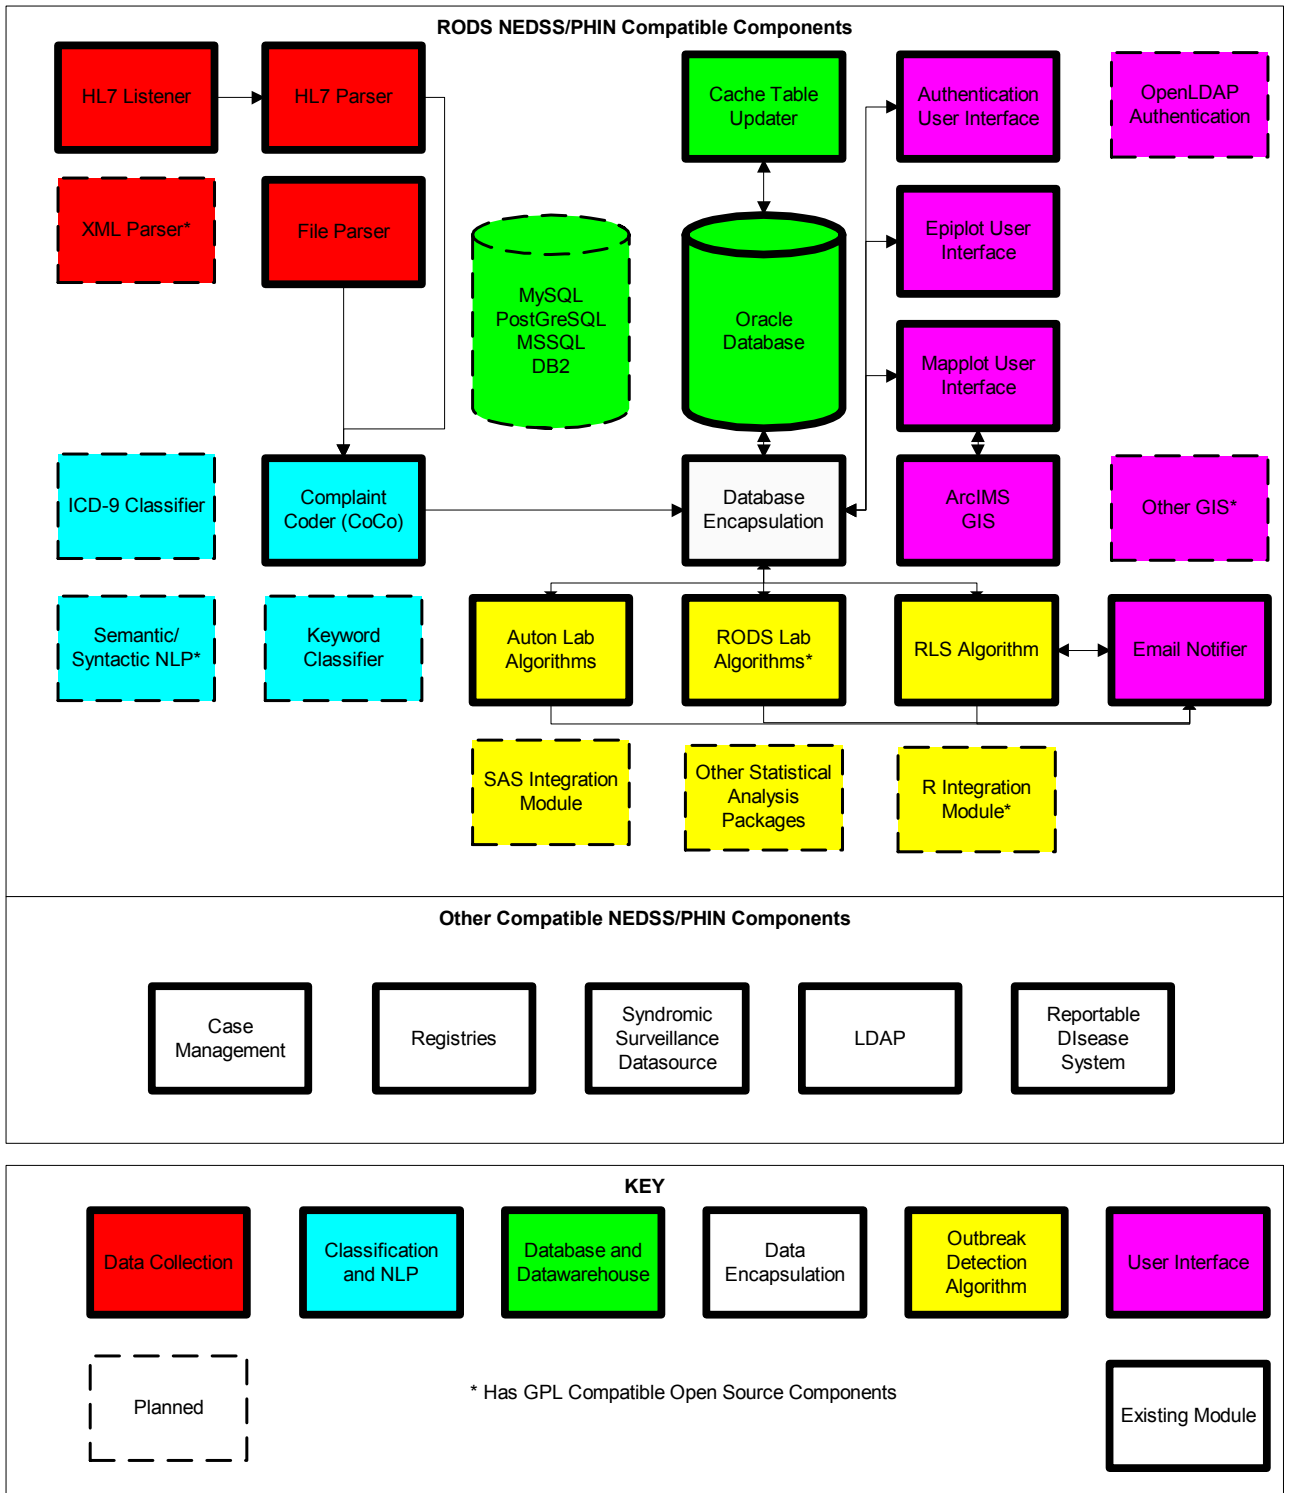 RODS NEDSS/PHIN Compatible Components
HL7 Listener
HL7 Parser
Cache Table
Updater
Authentication
User Interface
OpenLDAP
Authentication
XML Parser*
File Parser
Epiplot User
Interface
MySQL
PostGreSQL
MSSQL
DB2
Oracle
Database
Mapplot User
Interface
ICD-9 Classifier
Complaint
Coder (CoCo)
Database
Encapsulation
ArcIMS
GIS
Other GIS*
Semantic/
Syntactic NLP*
Keyword
Classifier
Auton Lab
Algorithms
RODS Lab
Algorithms*
RLS Algorithm
Email Notifier
SAS Integration
Module
Other Statistical
Analysis
Packages
R Integration
Module*
Other Compatible NEDSS/PHIN Components
Case
Management
Registries
Syndromic
Surveillance
Datasource
LDAP
Reportable
DIsease
System
KEY
Data Collection
Classification
and NLP
Database and
Datawarehouse
Data
Encapsulation
Outbreak
Detection
Algorithm
User Interface
Planned
* Has GPL Compatible Open Source Components
Existing Module